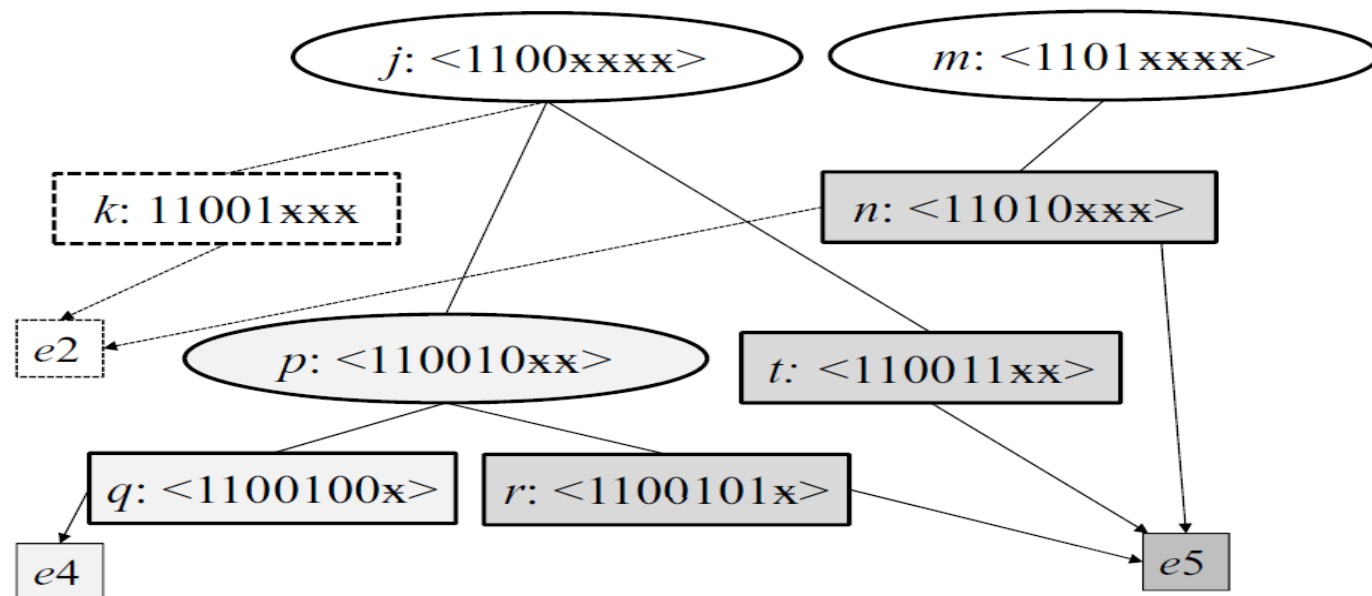 j: <1100xxxx>
m: <1101xxxx>
k: 11001xxx
n: <11010xxx>
e2
p: <110010xx>
t: <110011xx>
q: <1100100x>
r: <1100101x>
e4
e5